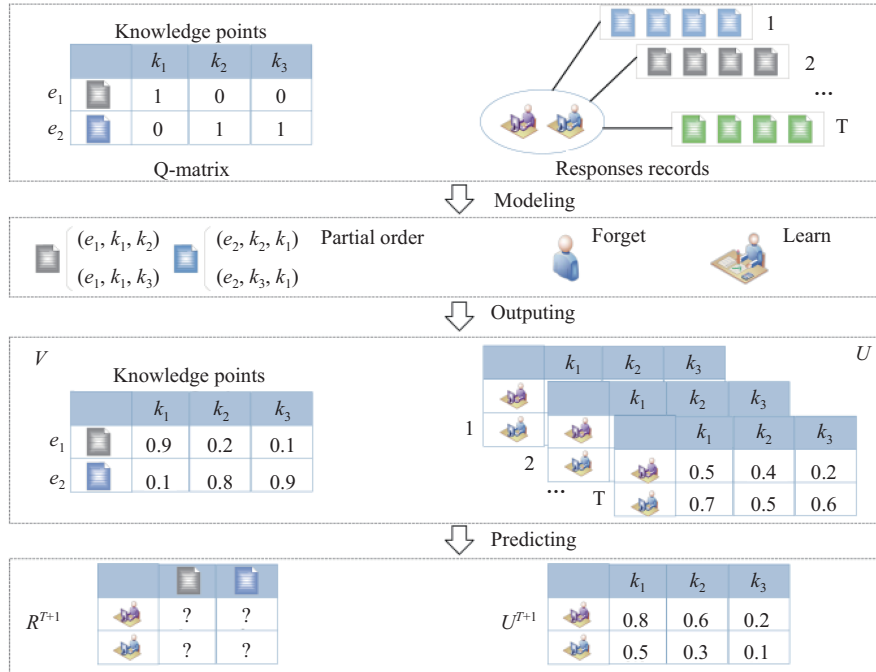 Knowledge points
k1 k2 k3
e1 1 0 0
e2 0 1 1
Q-matrix
1
2
...
T
Responses records
Modeling
(e1, k1, k2)
(e1, k1, k3)
(e2, k2, k1)
(e2, k3, k1)
Partial order
Forget
Learn
Outputing
V
Knowledge points
k1 k2 k3
e1 0.9 0.2 0.1
e2 0.1 0.8 0.9
U
k1 k2 k3
1
k1 k2 k3
2
...
T
k1 k2 k3
0.5 0.4 0.2
0.7 0.5 0.6
Predicting
R^T+1
? ?
? ?
U^T+1
k1 k2 k3
0.8 0.6 0.2
0.5 0.3 0.1